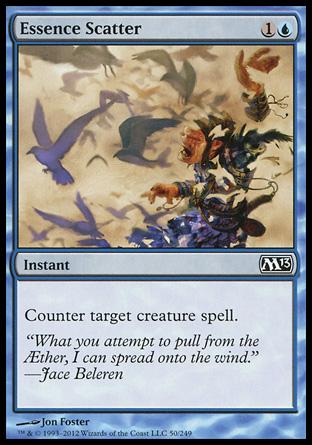 Essence Scatter 1
Instant M13
Counter target creature spell.
“What you attempt to pull from the
Æther, I can spread onto the wind.”
—Jace Beleren
Jon Foster
™ & © 1993–2012 Wizards of the Coast LLC 50/249